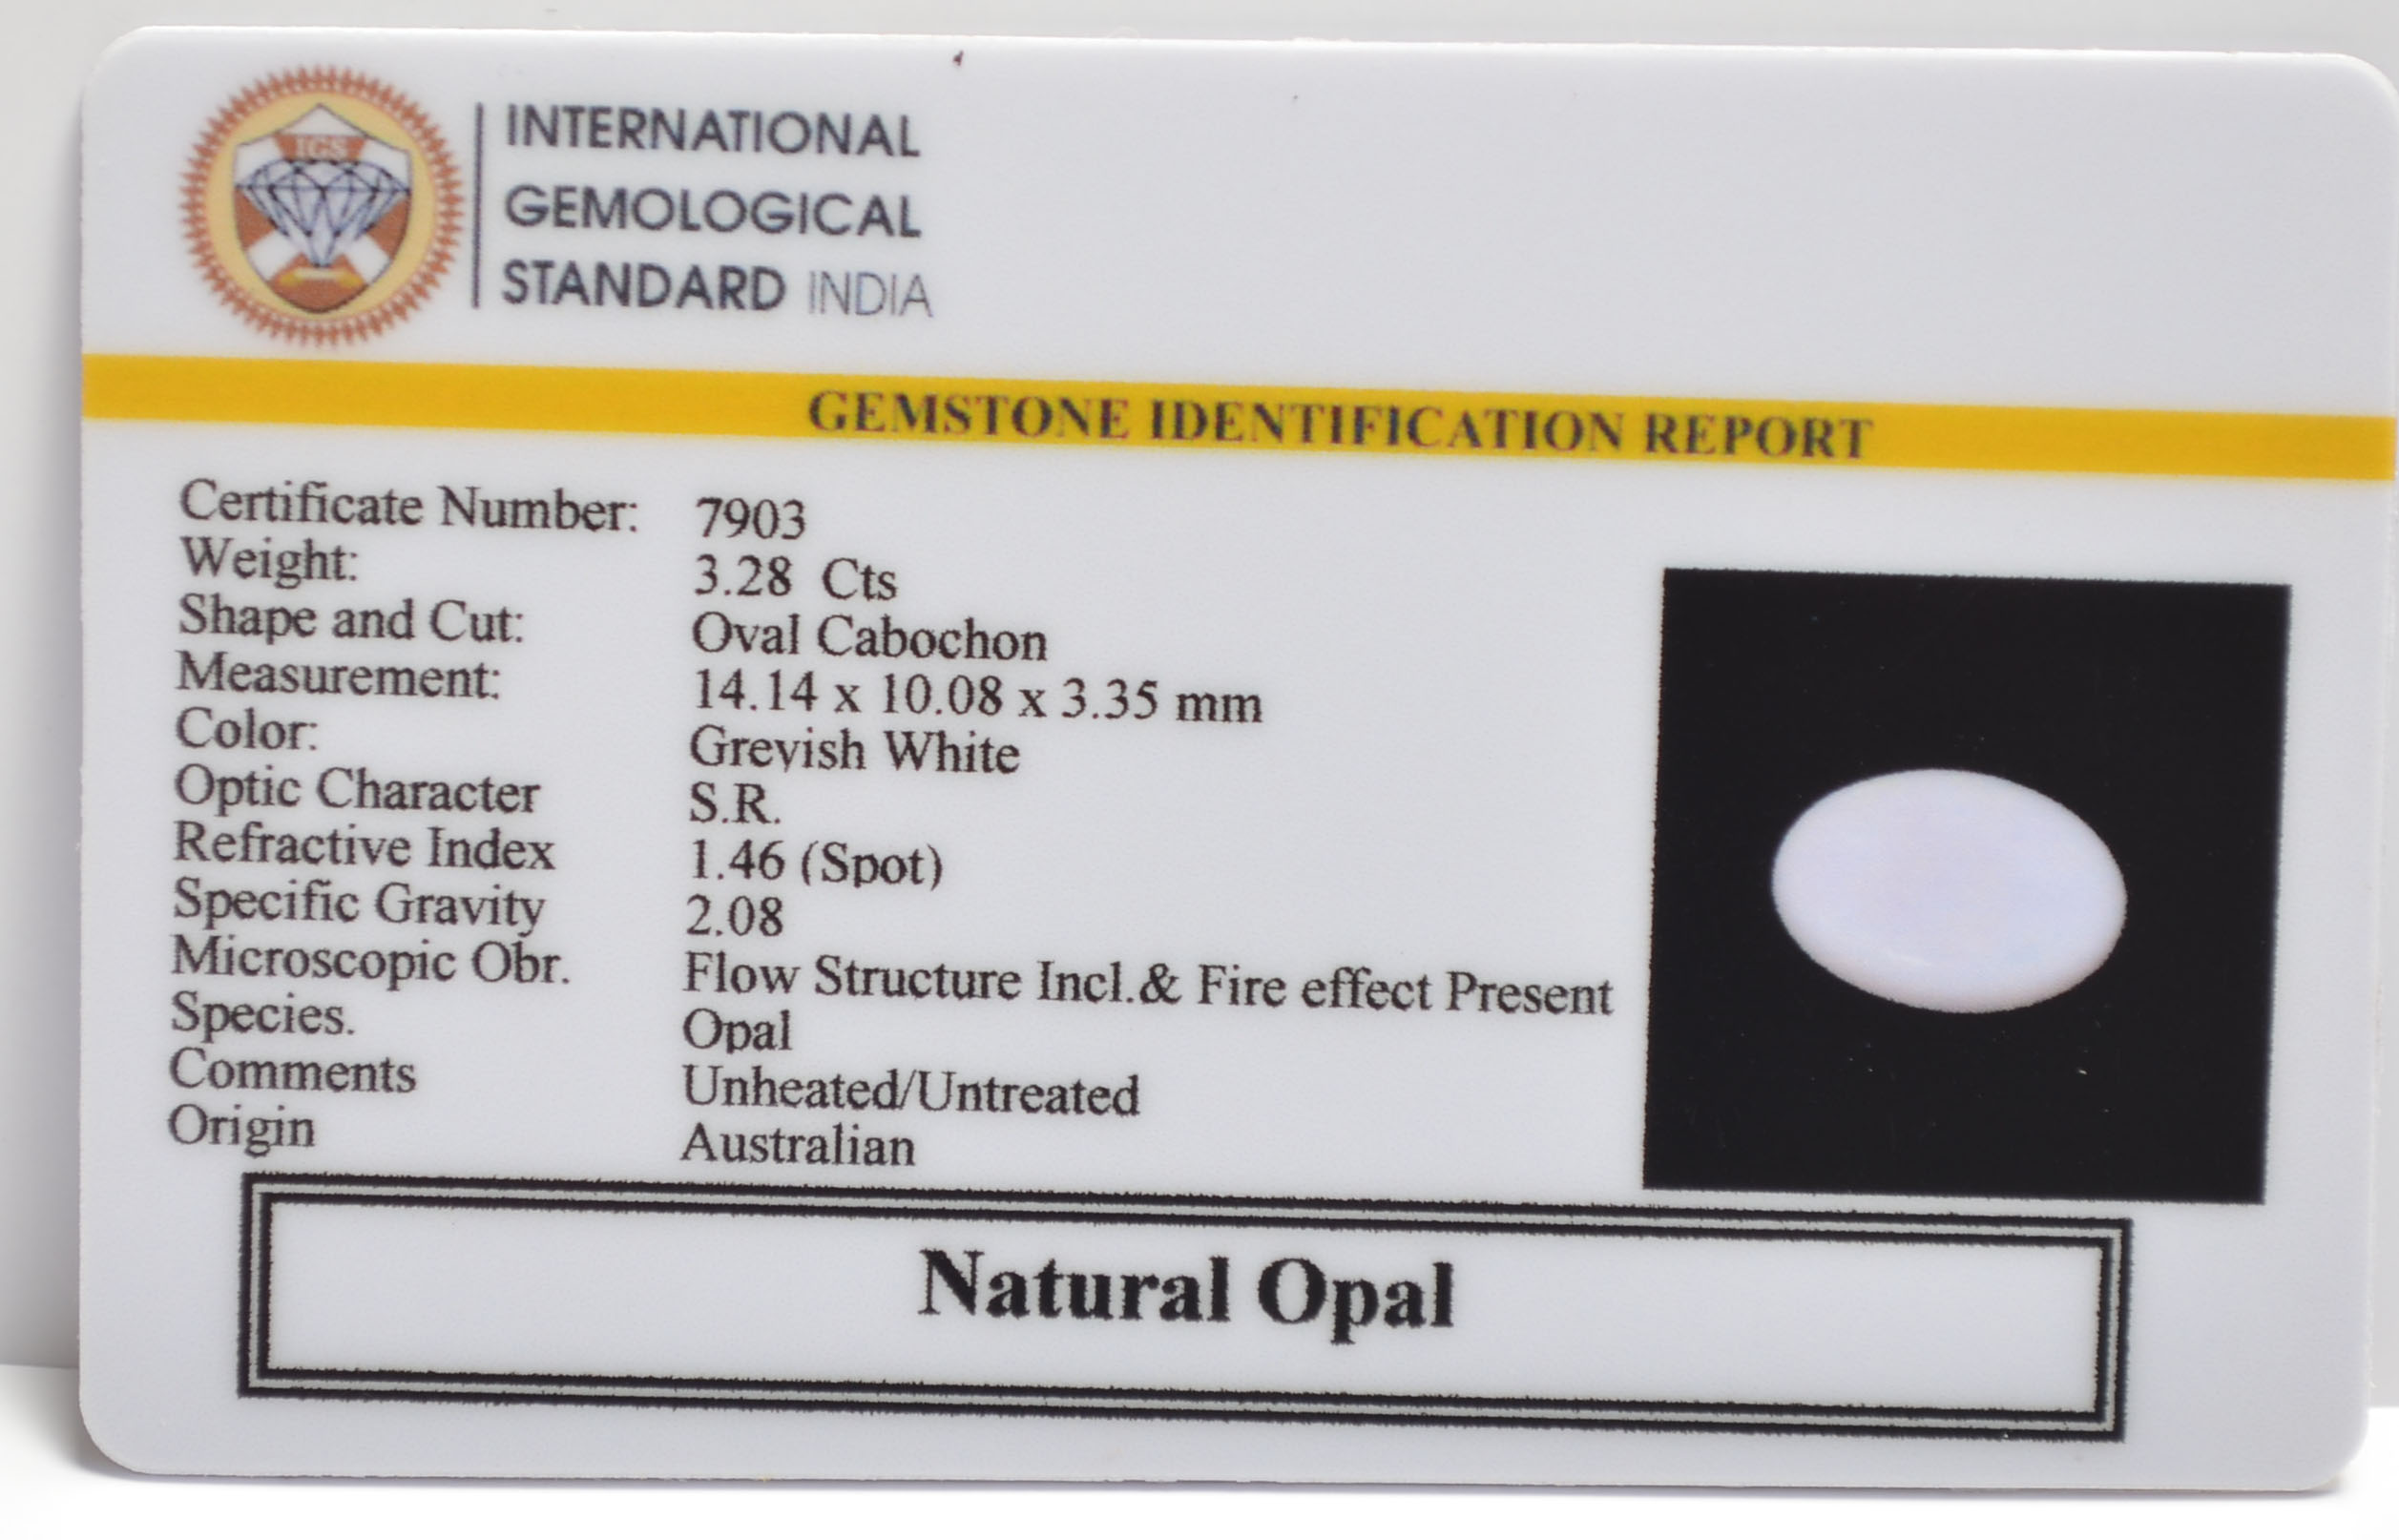 IGS
INTERNATIONAL
GEMOLOGICAL
STANDARD INDIA
GEMSTONE IDENTIFICATION REPORT
Certificate Number: 7903
Weight: 3.28 Cts
Shape and Cut: Oval Cabochon
Measurement: 14.14 x 10.08 x 3.35 mm
Color: Greyish White
Optic Character S.R.
Refractive Index 1.46 (Spot)
Specific Gravity 2.08
Microscopic Obr. Flow Structure Incl.& Fire effect Present
Species. Opal
Comments Unheated/Untreated
Origin Australian
Natural Opal